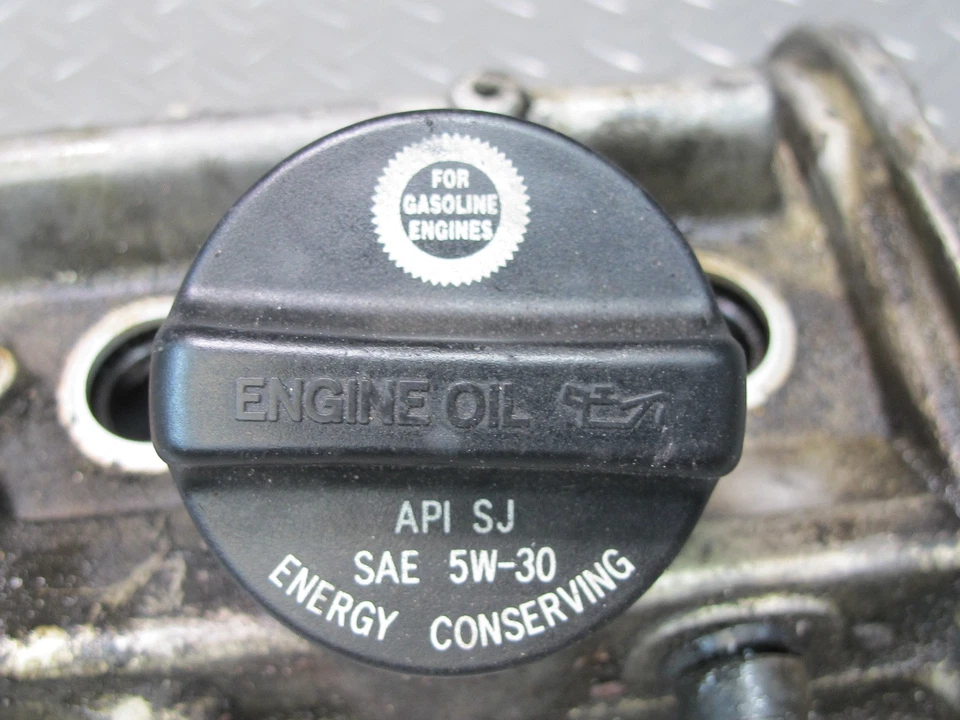 FOR
GASOLINE
ENGINES
ENGINE OIL
API SJ
SAE 5W-30
ENERGY CONSERVING